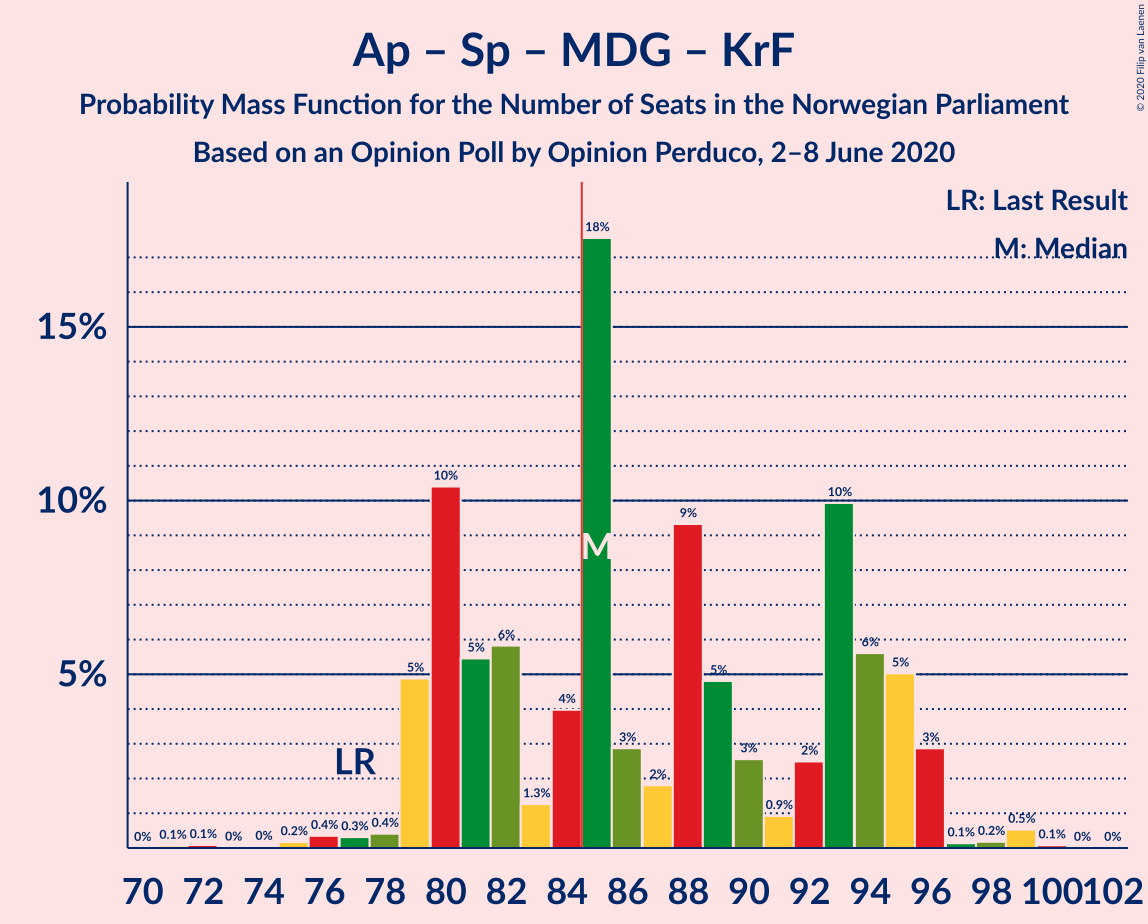 Ap – Sp – MDG – KrF
Probability Mass Function for the Number of Seats in the Norwegian Parliament
Based on an Opinion Poll by Opinion Perduco, 2–8 June 2020
© 2020 Filip van Laenen
LR: Last Result
M: Median
15%
10%
5%
LR
M
0% 0.1% 0.1% 0% 0% 0.2% 0.4% 0.3% 0.4% 5% 10% 5% 6% 1.3% 4% 18% 3% 2% 9% 5% 3% 0.9% 2% 10% 6% 5% 3% 0.1% 0.2% 0.5% 0.1% 0% 0%
70 72 74 76 78 80 82 84 86 88 90 92 94 96 98 100 102